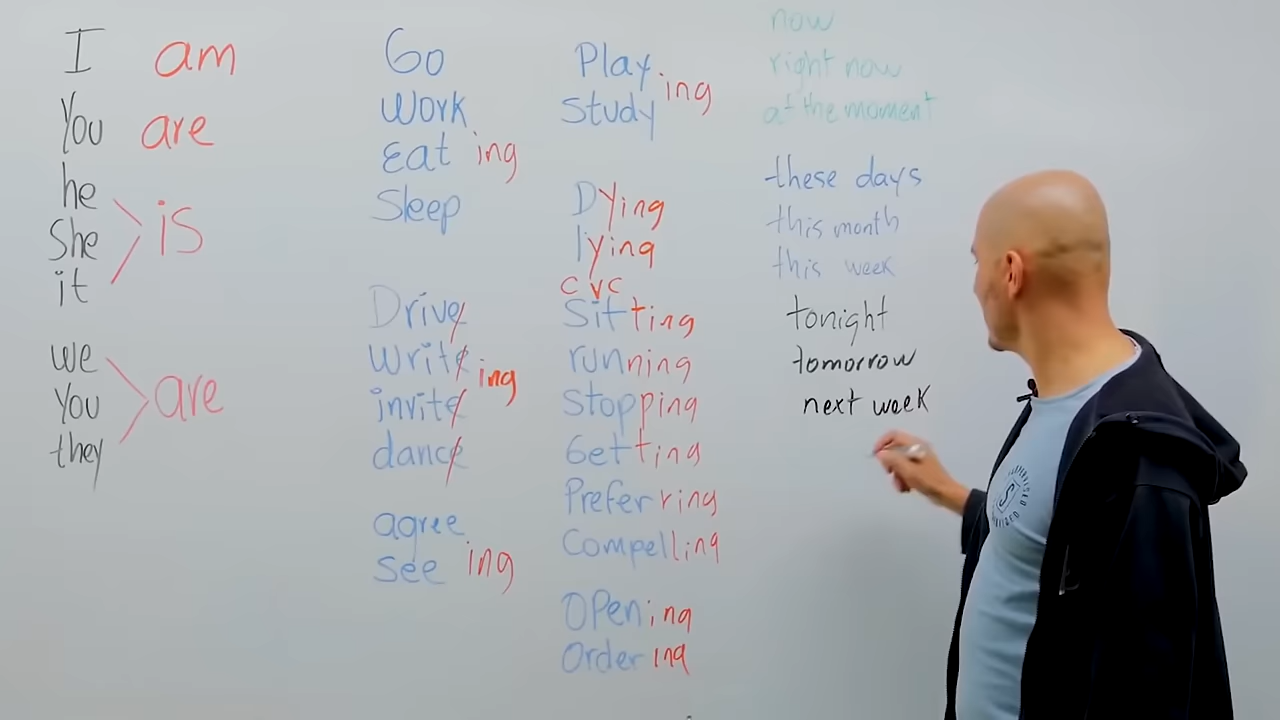 I am
You are
he
She is
it
we
You are
they
Go
work
Eat ing
Sleep
Drive
write ing
invite
dance
agree
see ing
Play ing
Study
Dying
lying
cvc
Sitting
running
Stopping
Getting
Preferring
Compelling
Opening
Ordering
now
right now
at the moment
these days
this month
this week
tonight
tomorrow
next week